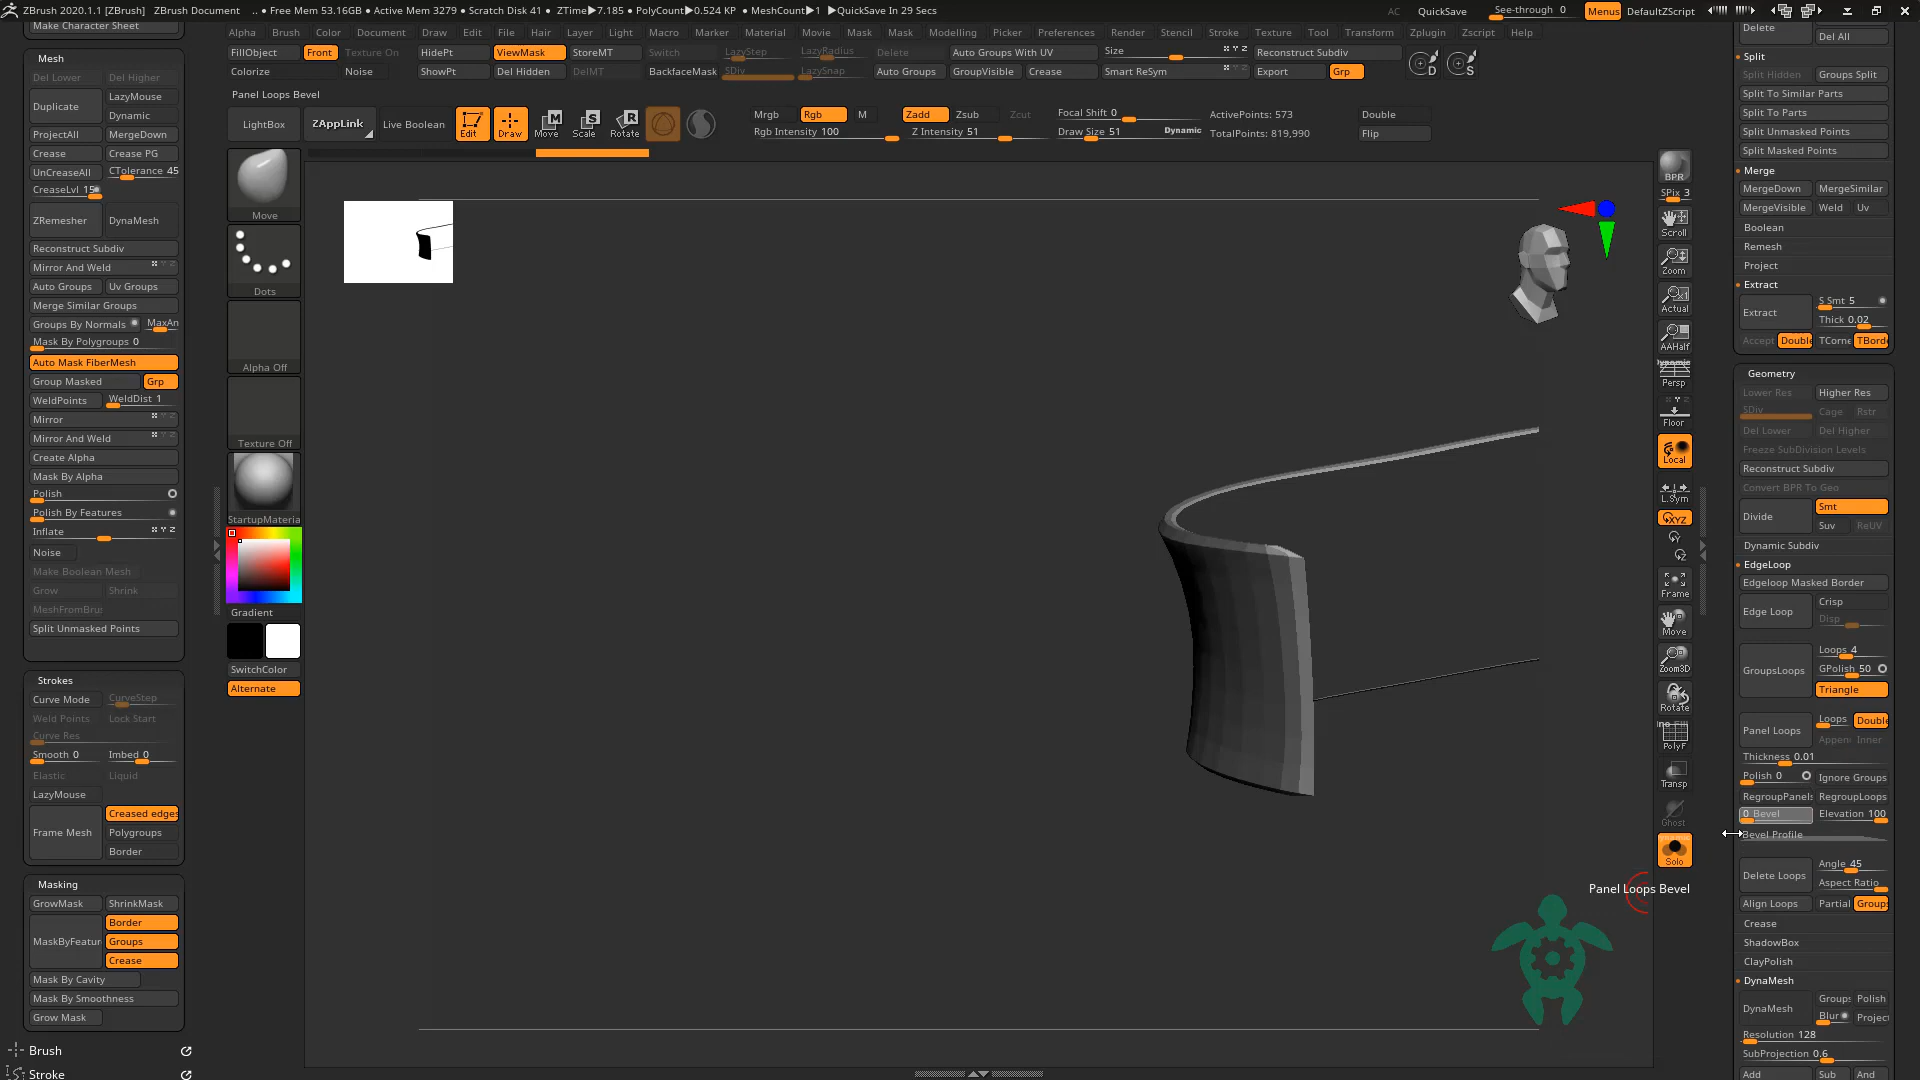 ZBrush 2020.1.1 [ZBrush] ZBrush Document .. • Free Mem 53.16GB • Active Mem 3279 • Scratch Disk 41 • ZTime▶7.185 • PolyCount▶0.524 KP • MeshCount▶1 ▶QuickSave In 29 Secs AC QuickSave See-through 0 Menus DefaultZScript
Alpha Brush Color Document Draw Edit File Hair Layer Light Macro Marker Material Movie Mask Mask Modelling Picker Preferences Render Stencil Stroke Texture Tool Transform Zplugin Zscript Help
FillObject Front Texture On HidePt ViewMask StoreMT Switch LazyStep LazyRadius Delete Auto Groups With UV Size Reconstruct Subdiv
Colorize Noise ShowPt Del Hidden DelMT BackfaceMask SDiv LazySnap Auto Groups GroupVisible Crease Smart ReSym Export Grp D S
Panel Loops Bevel
LightBox ZAppLink Live Boolean Edit Draw Move Scale Rotate
Mrgb Rgb M Zadd Zsub Zcut Focal Shift 0 ActivePoints: 573 Double
Rgb Intensity 100 Z Intensity 51 Draw Size 51 Dynamic TotalPoints: 819,990 Flip
Make Character Sheet
Mesh
Del Lower Del Higher
Duplicate LazyMouse
Dynamic
ProjectAll MergeDown
Crease Crease PG
UnCreaseAll CTolerance 45
CreaseLvl 15
ZRemesher DynaMesh
Reconstruct Subdiv
Mirror And Weld
Auto Groups Uv Groups
Merge Similar Groups
Groups By Normals MaxAn
Mask By Polygroups 0
Auto Mask FiberMesh
Group Masked Grp
WeldPoints WeldDist 1
Mirror
Mirror And Weld
Create Alpha
Mask By Alpha
Polish
Polish By Features
Inflate
Noise
Make Boolean Mesh
Grow Shrink
MeshFromBru
Split Unmasked Points
Strokes
Curve Mode CurveStep
Weld Points Lock Start
Curve Res
Smooth 0 Imbed 0
Elastic Liquid
LazyMouse
Frame Mesh Creased edges
Polygroups
Border
Masking
GrowMask ShrinkMask
MaskByFeatur Border
Groups
Crease
Mask By Cavity
Mask By Smoothness
Grow Mask
Brush
Stroke
Move
Dots
Alpha Off
Texture Off
StartupMateria
Gradient
SwitchColor
Alternate
BPR
SPix 3
Scroll
Zoom
Actual
AAHalf
Dynamic
Persp
Floor
Local
L.Sym
XYZ
Frame
Move
Zoom3D
Rotate
PolyF
Transp
Ghost
Dynamic
Solo
Panel Loops Bevel
Delete Del All
Split
Split Hidden Groups Split
Split To Similar Parts
Split To Parts
Split Unmasked Points
Split Masked Points
Merge
MergeDown MergeSimilar
MergeVisible Weld Uv
Boolean
Remesh
Project
Extract
Extract S Smt 5
Thick 0.02
Accept Double TCorne TBord
Geometry
Lower Res Higher Res
SDiv Cage Rstr
Del Lower Del Higher
Freeze SubDivision Levels
Reconstruct Subdiv
Convert BPR To Geo
Divide Smt
Suv ReUV
Dynamic Subdiv
EdgeLoop
Edgeloop Masked Border
Edge Loop Crisp
Disp
GroupsLoops Loops 4
GPolish 50
Triangle
Panel Loops Loops Double
Append Inner
Thickness 0.01
Polish 0 Ignore Groups
RegroupPanels RegroupLoops
0 Bevel Elevation 100
Bevel Profile
Delete Loops Angle 45
Aspect Ratio
Align Loops Partial Groups
Crease
ShadowBox
ClayPolish
DynaMesh
DynaMesh Groups Polish
Blur Project
Resolution 128
SubProjection 0.6
Add Sub And